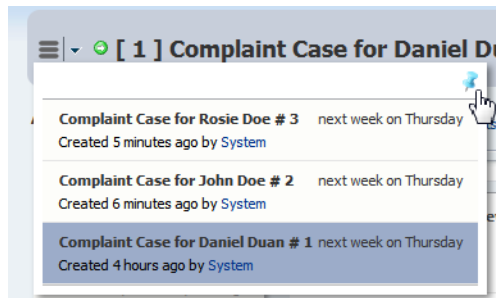 [ 1 ] Complaint Case for Daniel Du
Complaint Case for Rosie Doe # 3 next week on Thursday
Created 5 minutes ago by System
Complaint Case for John Doe # 2 next week on Thursday
Created 6 minutes ago by System
Complaint Case for Daniel Duan # 1 next week on Thursday
Created 4 hours ago by System